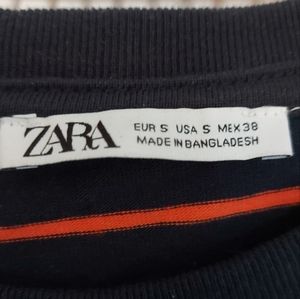 ZARA
EUR S USA S MEX 38
MADE IN BANGLADESH